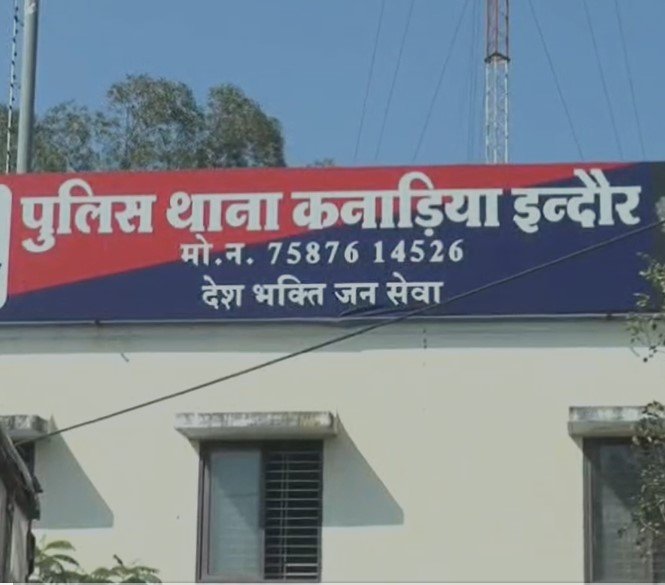 पुलिस थाना कनाड़िया इन्दौर
मो.न. 75876 14526
देश भक्ति जन सेवा